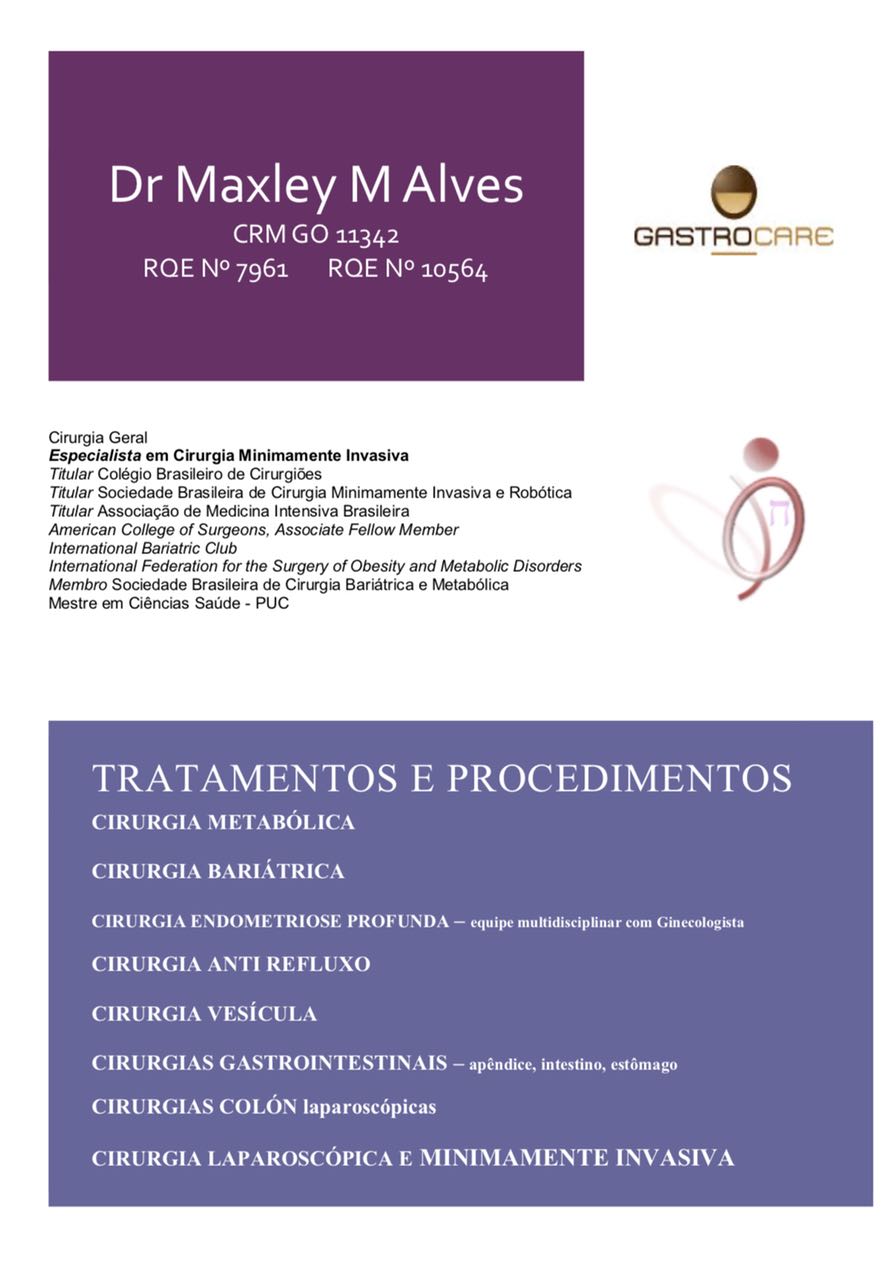 Dr Maxley M Alves
CRM GO 11342
RQE Nº 7961 RQE Nº 10564
GASTROCARE
Cirurgia Geral
Especialista em Cirurgia Minimamente Invasiva
Titular Colégio Brasileiro de Cirurgiões
Titular Sociedade Brasileira de Cirurgia Minimamente Invasiva e Robótica
Titular Associação de Medicina Intensiva Brasileira
American College of Surgeons, Associate Fellow Member
International Bariatric Club
International Federation for the Surgery of Obesity and Metabolic Disorders
Membro Sociedade Brasileira de Cirurgia Bariátrica e Metabólica
Mestre em Ciências Saúde - PUC
ח
TRATAMENTOS E PROCEDIMENTOS
CIRURGIA METABÓLICA
CIRURGIA BARIÁTRICA
CIRURGIA ENDOMETRIOSE PROFUNDA – equipe multidisciplinar com Ginecologista
CIRURGIA ANTI REFLUXO
CIRURGIA VESÍCULA
CIRURGIAS GASTROINTESTINAIS – apêndice, intestino, estômago
CIRURGIAS COLÓN laparoscópicas
CIRURGIA LAPAROSCÓPICA E MINIMAMENTE INVASIVA